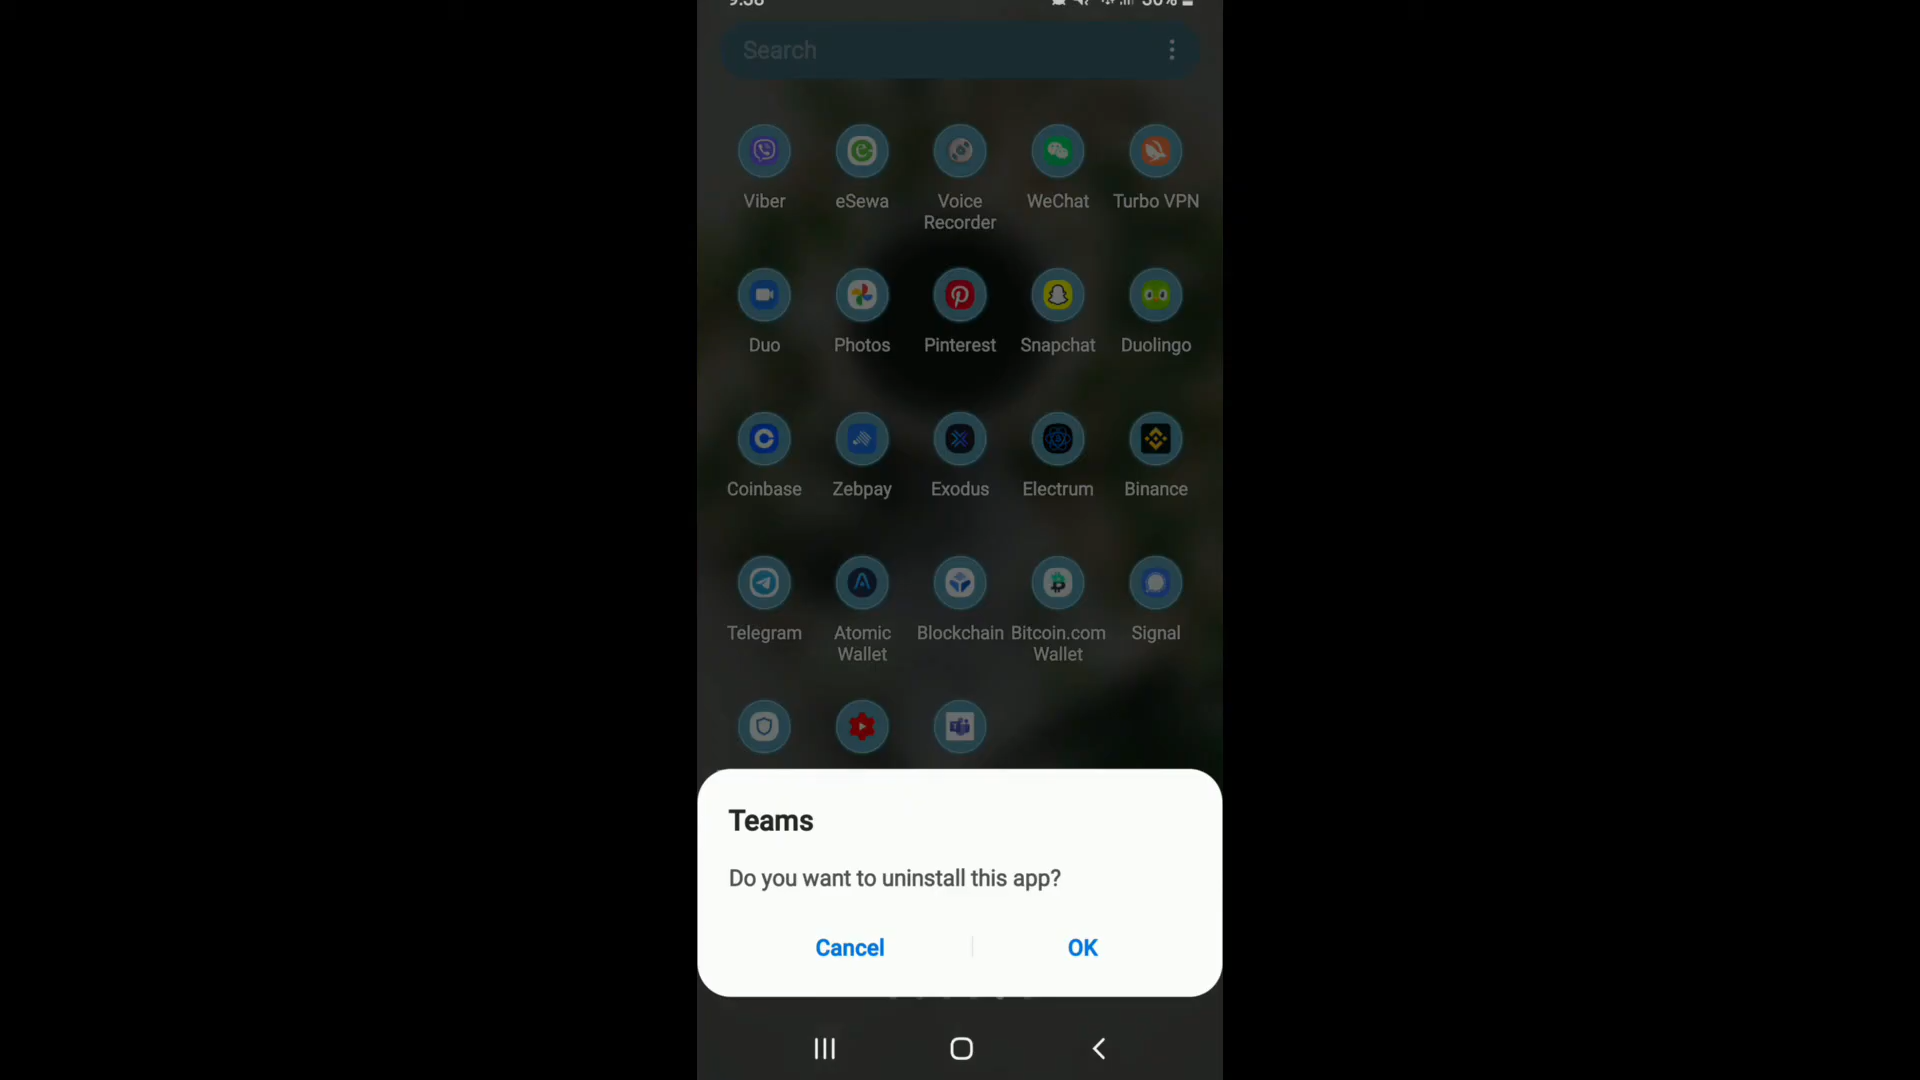 Search
Viber eSewa Voice Recorder WeChat Turbo VPN
Duo Photos Pinterest Snapchat Duolingo
Coinbase Zebpay Exodus Electrum Binance
Telegram Atomic Wallet Blockchain Bitcoin.com Wallet Signal
Teams
Do you want to uninstall this app?
Cancel OK